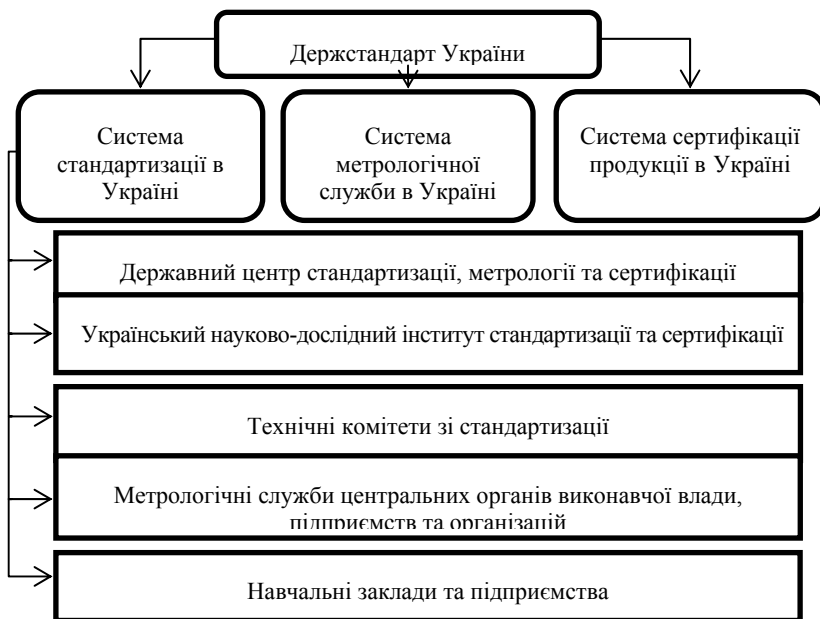 Держстандарт України
Система
стандартизації в
Україні
Система
метрологічної
служби в Україні
Система сертифікації
продукції в Україні
Державний центр стандартизації, метрології та сертифікації
Український науково-дослідний інститут стандартизації та сертифікації
Технічні комітети зі стандартизації
Метрологічні служби центральних органів виконавчої влади,
підприємств та організацій
Навчальні заклади та підприємства